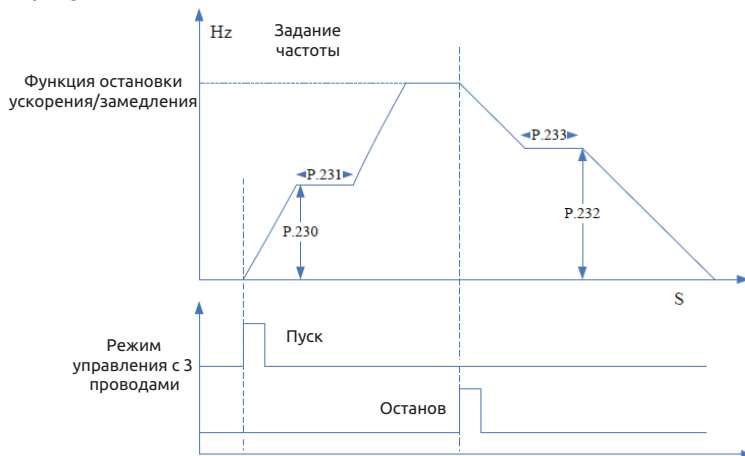 Hz
Задание
частоты
Функция остановки
ускорения/замедления
P.233
P.231
P.232
P.230
S
Пуск
Режим
управления с 3
проводами
Останов